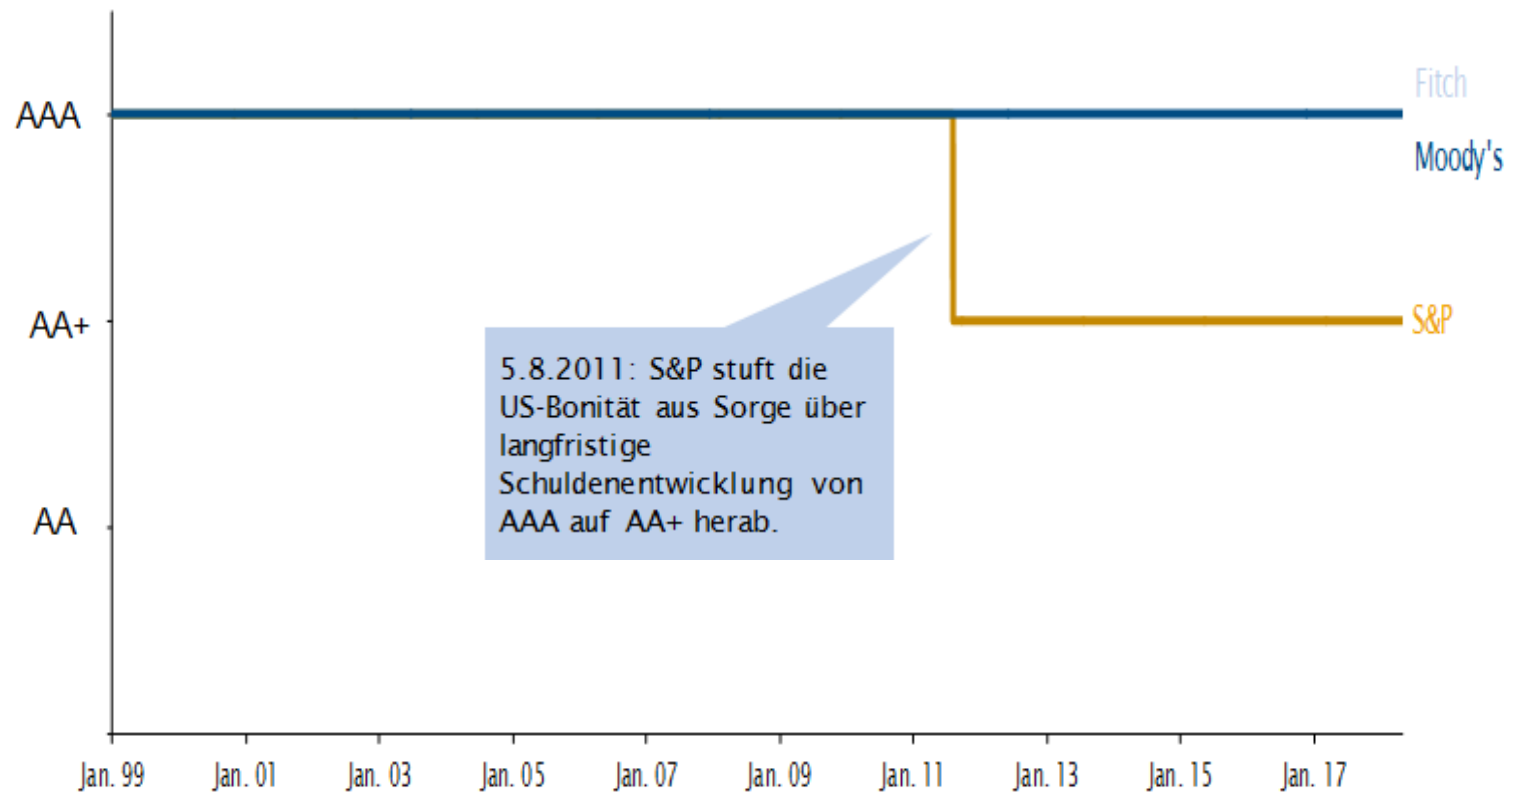 Fitch
AAA
Moody's
AA+
S&P
5.8.2011: S&P stuft die
US-Bonität aus Sorge über
langfristige
Schuldenentwicklung von
AAA auf AA+ herab.
AA
Jan. 99 Jan. 01 Jan. 03 Jan. 05 Jan. 07 Jan. 09 Jan. 11 Jan. 13 Jan. 15 Jan. 17